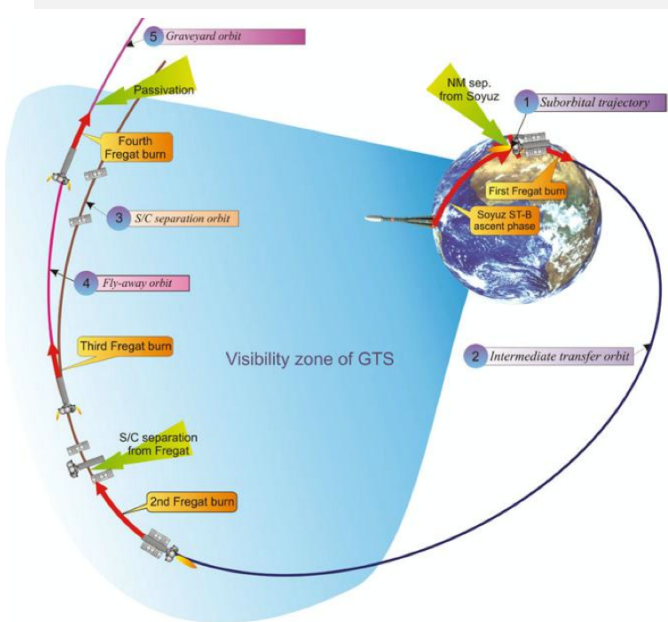 5 Graveyard orbit
Passivation
NM sep.
from Soyuz
1 Suborbital trajectory
Fourth
Fregat burn
First Fregat burn
3 S/C separation orbit
Soyuz ST-B
ascent phase
4 Fly-away orbit
Third Fregat burn
Visibility zone of GTS
2 Intermediate transfer orbit
S/C separation
from Fregat
2nd Fregat burn